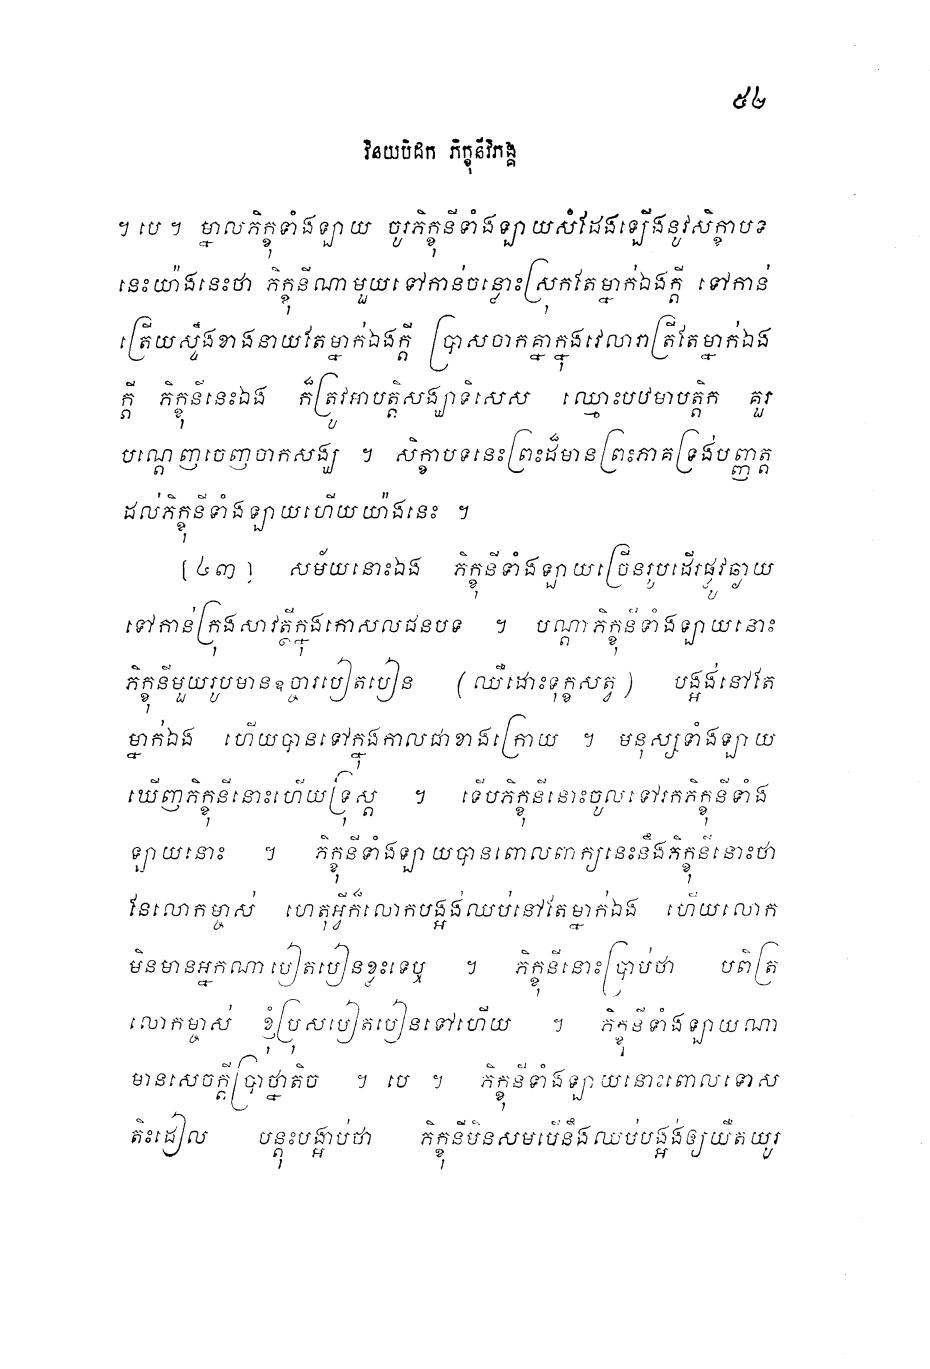 ៥៤
វិនយបិដក ភិក្ខុនីវិភង្គ
។ បេ ។ ម្នាលភិក្ខុទាំងឡាយ ចូរភិក្ខុនីទាំងឡាយសំដែងឡើងនូវសិក្ខាបទ
នេះយ៉ាងនេះថា ភិក្ខុនីណាមួយទៅកាន់ចន្លោះស្រុកតែម្នាក់ឯងក្តី ទៅកាន់
ត្រើយស្ទឹងខាងនាយតែម្នាក់ឯងក្តី ប្រាសចាកគ្នាក្នុងវេលារាត្រីតែម្នាក់ឯង
ក្តី ភិក្ខុនីនេះឯង ក៏ត្រូវអាបត្តិសង្ឃាទិសេស ឈ្មោះបឋមាបត្តិក គួរ
បណ្តេញចេញចាកសង្ឃ ។ សិក្ខាបទនេះព្រះដ៏មានព្រះភាគទ្រង់បញ្ញត្ត
ដល់ភិក្ខុនីទាំងឡាយហើយយ៉ាងនេះ ។
[៤៣] សម័យនោះឯង ភិក្ខុនីទាំងឡាយច្រើនរូបដើរផ្លូវឆ្ងាយ
ទៅកាន់ក្រុងសាវត្ថីក្នុងកោសលជនបទ ។ បណ្តាភិក្ខុនីទាំងឡាយនោះ
ភិក្ខុនីមួយរូបមានឧច្ចារបៀតបៀន (ឈឺដោះទុក្ខសត្វ) បង្អង់នៅតែ
ម្នាក់ឯង ហើយបានទៅក្នុងកាលជាខាងក្រោយ ។ មនុស្សទាំងឡាយ
ឃើញភិក្ខុនីនោះហើយទ្រុស្ត ។ ទើបភិក្ខុនីនោះចូលទៅរកភិក្ខុនីទាំង
ឡាយនោះ ។ ភិក្ខុនីទាំងឡាយបានពោលពាក្យនេះនឹងភិក្ខុនីនោះថា
នែលោកម្ចាស់ ហេតុអ្វីក៏លោកបង្អង់ឈប់នៅតែម្នាក់ឯង ហើយលោក
មិនមានអ្នកណាបៀតបៀនខ្លះទេឬ ។ ភិក្ខុនីនោះប្រាប់ថា បពិត្រ
លោកម្ចាស់ ខ្ញុំប្រុសបៀតបៀនទៅហើយ ។ ភិក្ខុនីទាំងឡាយណា
មានសេចក្តីប្រាថ្នាតិច ។ បេ ។ ភិក្ខុនីទាំងឡាយនោះពោលទោស
តិះដៀល បន្តុះបង្អាប់ថា ភិក្ខុនីមិនសមបើនឹងឈប់បង្អង់ឲ្យយឺតយូរ